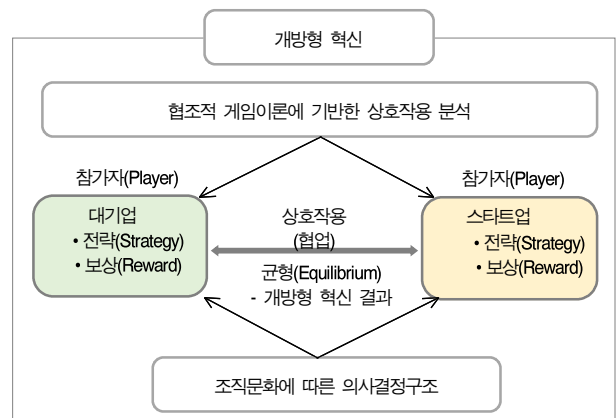 개방형 혁신
협조적 게임이론에 기반한 상호작용 분석
참가자(Player)
대기업
• 전략(Strategy)
• 보상(Reward)
상호작용
(협업)
균형(Equilibrium)
- 개방형 혁신 결과
참가자(Player)
스타트업
• 전략(Strategy)
• 보상(Reward)
조직문화에 따른 의사결정구조